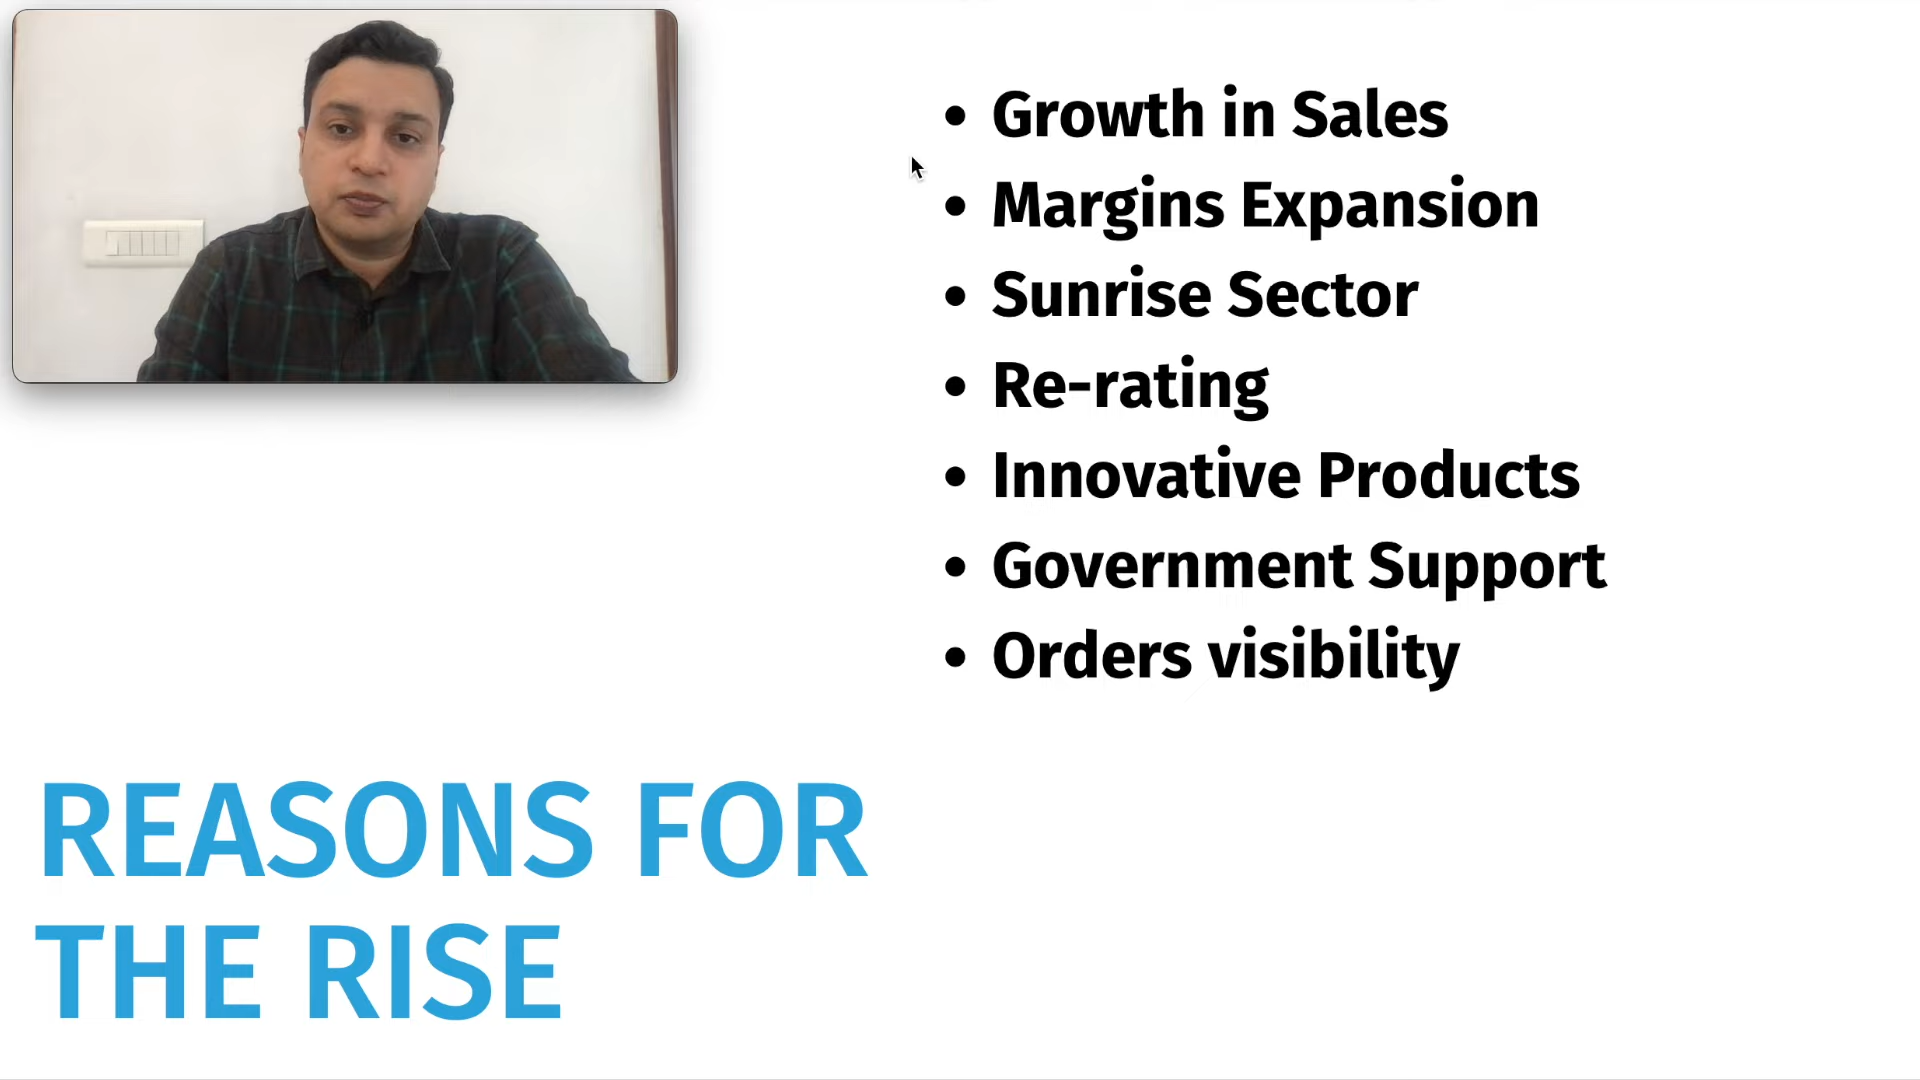 • Growth in Sales
• Margins Expansion
• Sunrise Sector
• Re-rating
• Innovative Products
• Government Support
• Orders visibility
REASONS FOR
THE RISE